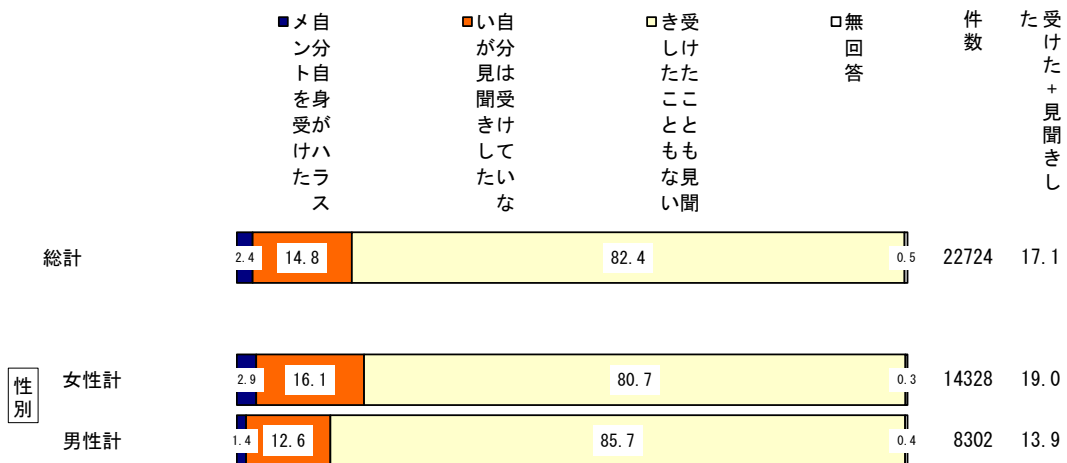 ■自分自身がハラス
メントを受けた
■自分は受けていな
いが見聞きした
□受けたことも見聞
きしたこともない
□無回答
件数
受けた+見聞きし
た
総計 2.4 14.8 82.4 0.5 22724 17.1
性別
女性計 2.9 16.1 80.7 0.3 14328 19.0
男性計 1.4 12.6 85.7 0.4 8302 13.9